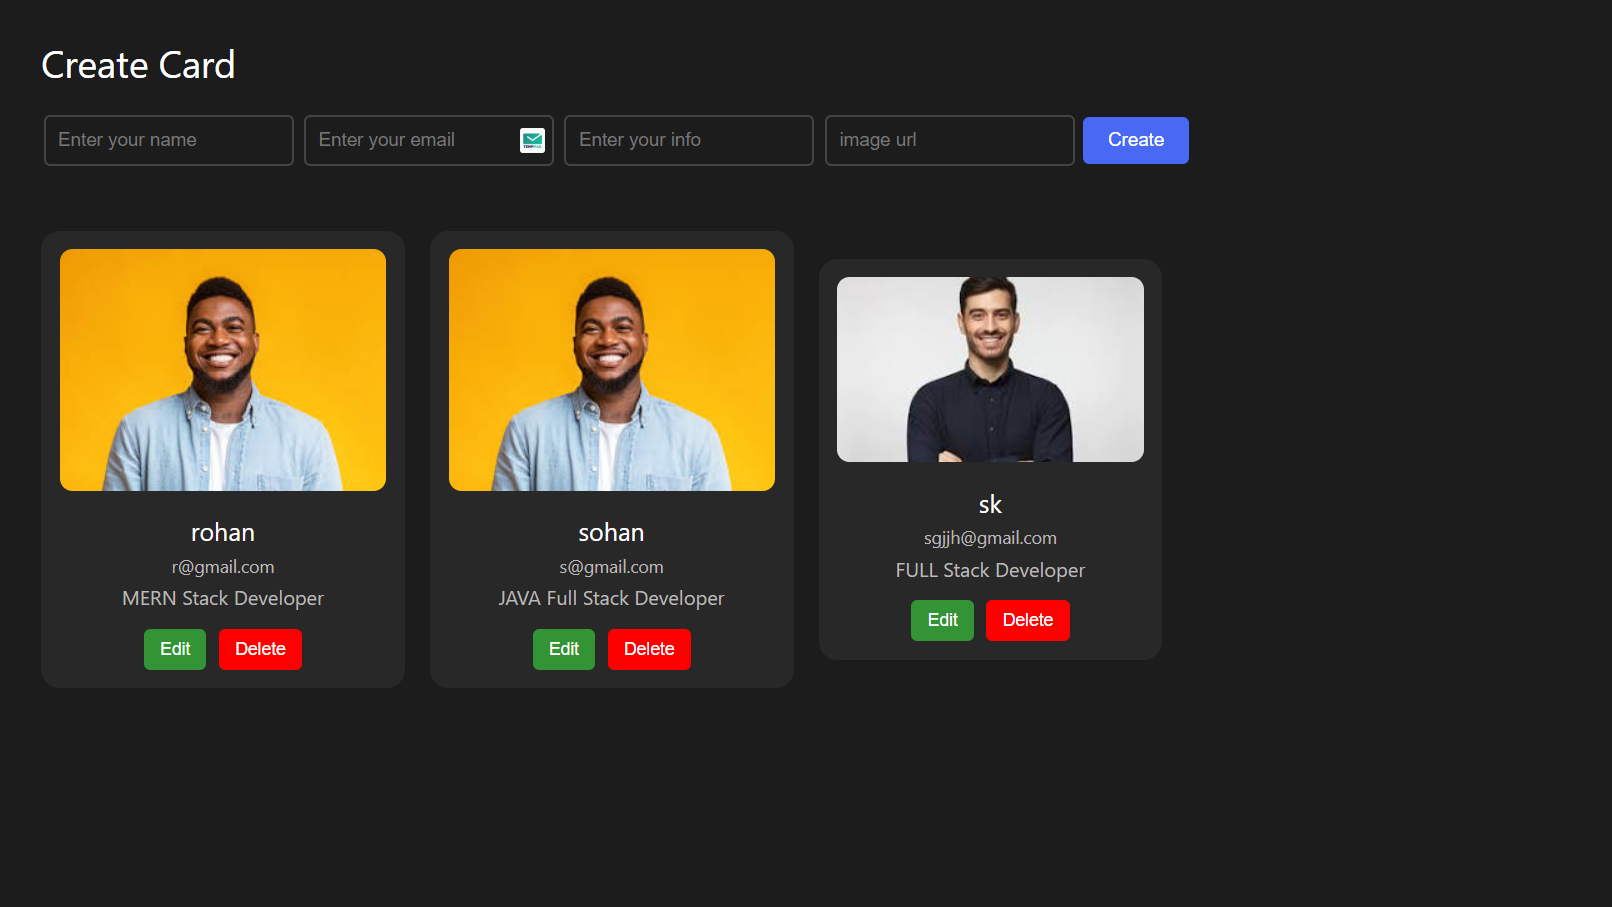 Create Card
Enter your name
Enter your email
Enter your info
image url
Create
rohan
r@gmail.com
MERN Stack Developer
Edit
Delete
sohan
s@gmail.com
JAVA Full Stack Developer
Edit
Delete
sk
sgjjh@gmail.com
FULL Stack Developer
Edit
Delete